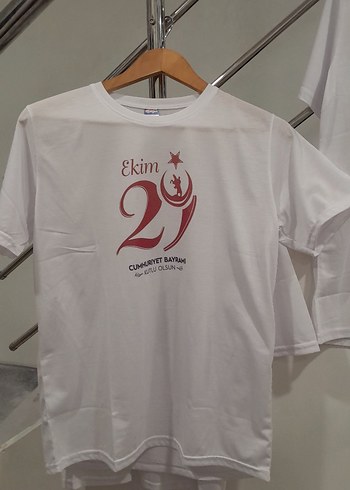 Ekim
29
CUMHURİYET BAYRAMI
KUTLU OLSUN